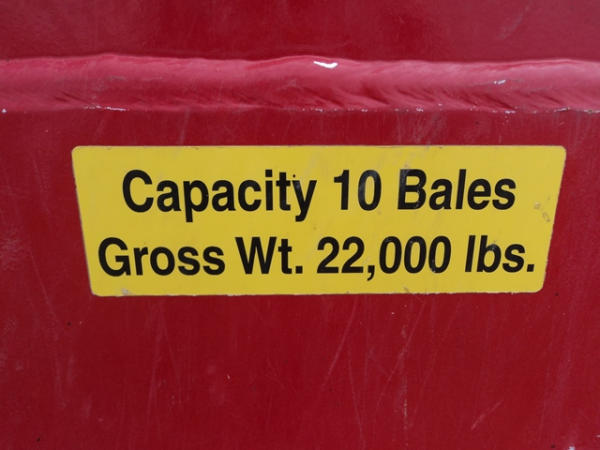 Capacity 10 Bales
Gross Wt. 22,000 lbs.